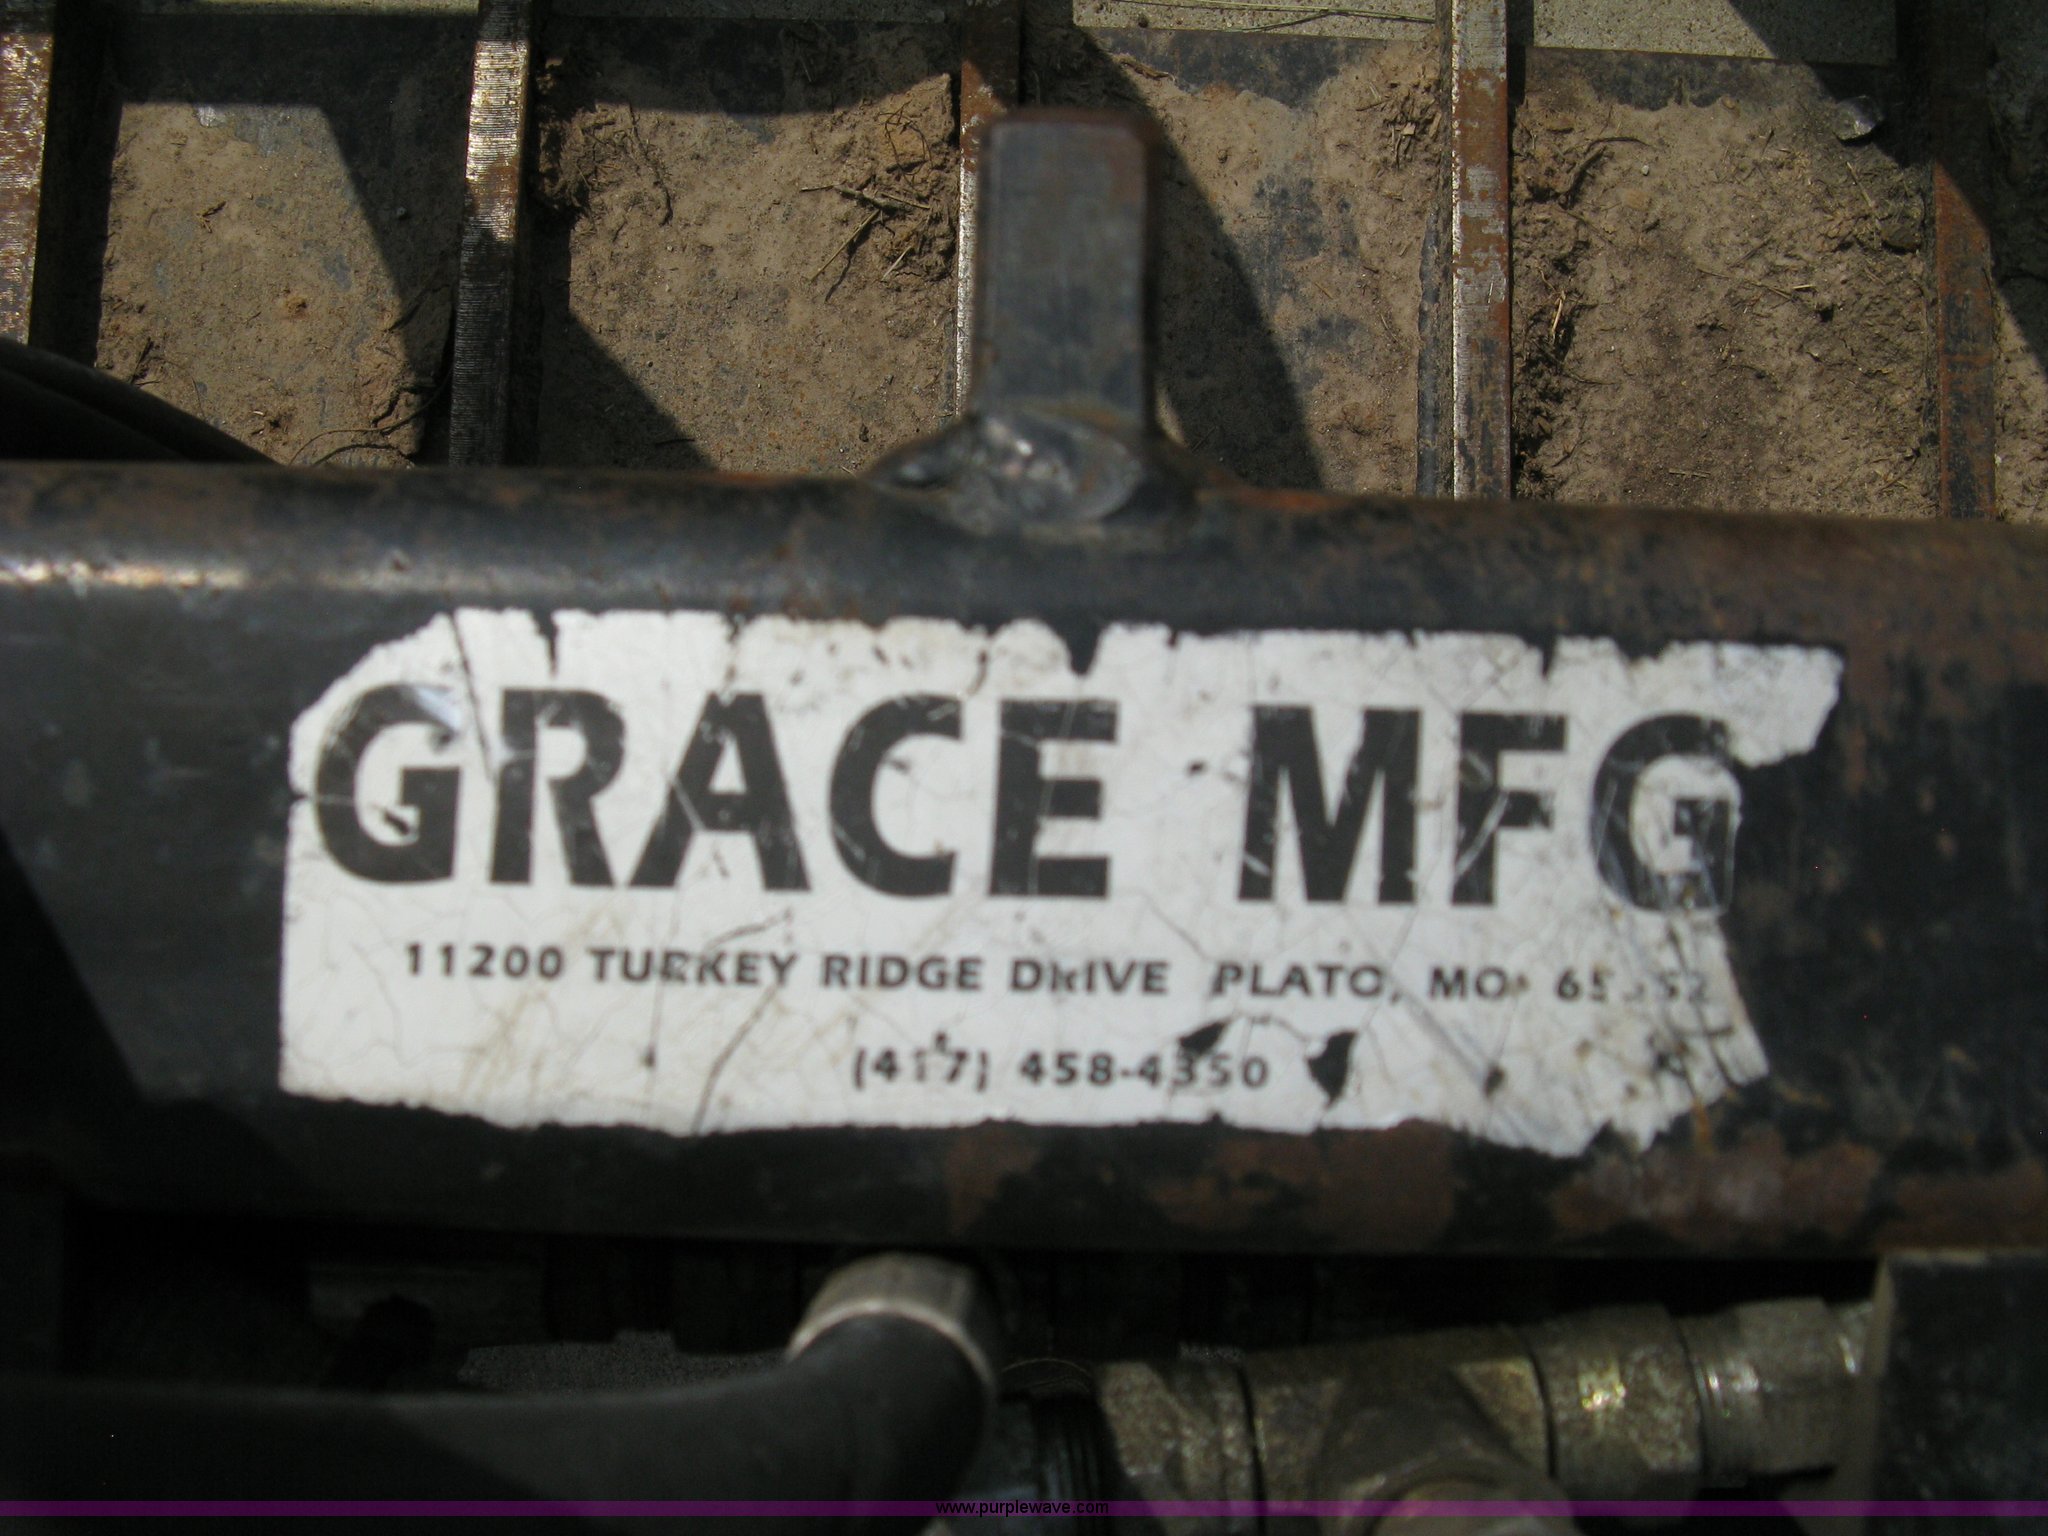 GRACE MFG
11200 TURKEY RIDGE DRIVE PLATO, MO.
(417) 458-4350
www.purplewave.com